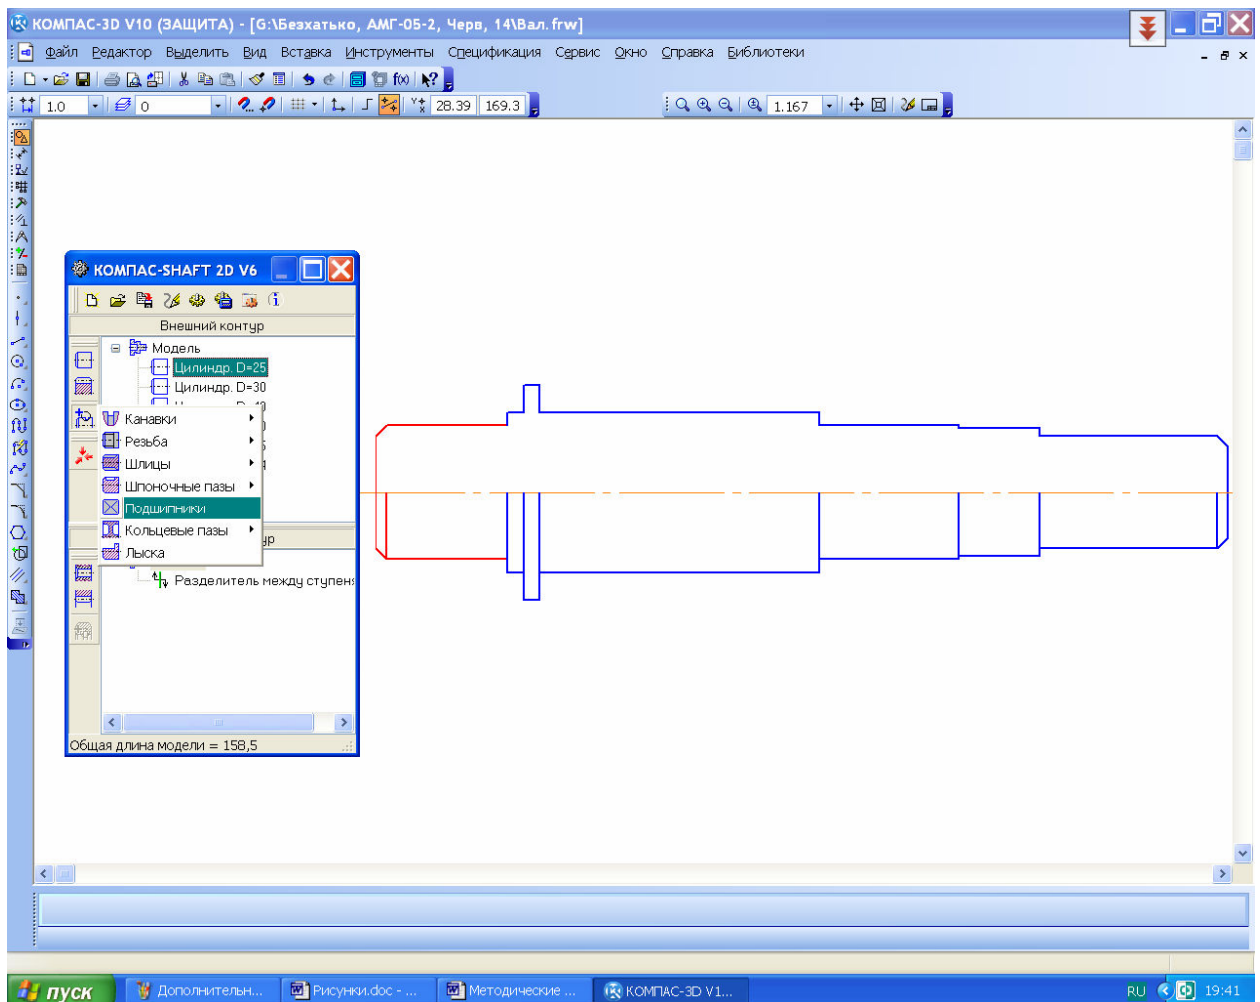 КОМПАС-3D V10 (ЗАЩИТА) - [G:\Безхатько, АМГ-05-2, Черв, 14\Вал.frw]
Файл Редактор Выделить Вид Вставка Инструменты Спецификация Сервис Окно Справка Библиотеки
f(x)
1.0 0 28.39 169.3 1.167
КОМПАС-SHAFT 2D V6
Внешний контур
Модель
Цилиндр. D=25
Цилиндр. D=30
Канавки
Резьба
Шлицы
Шпоночные пазы
Подшипники
Кольцевые пазы
Лыска
Разделитель между ступеня
Общая длина модели = 158,5
пуск Дополнительн... Рисунки.doc - ... Методические ... КОМПАС-3D V1... RU 19:41